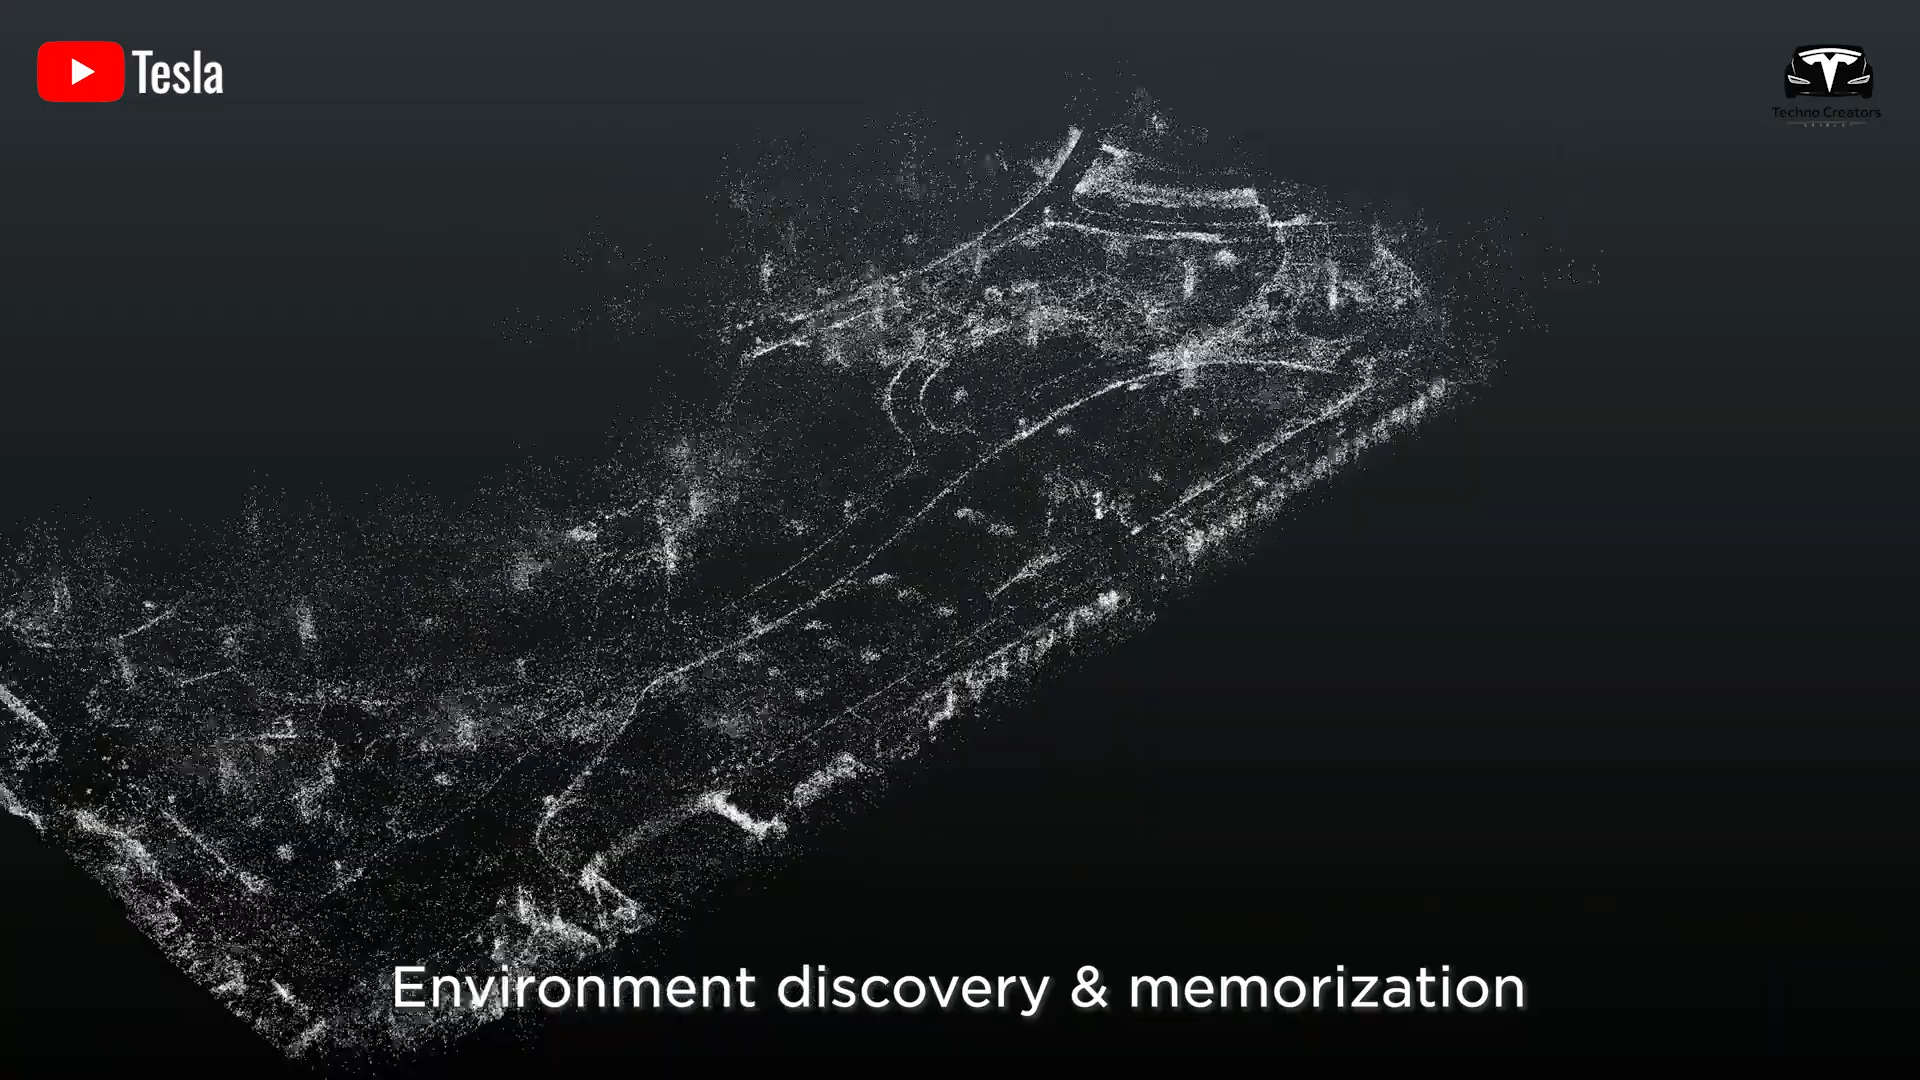 Tesla
Techno Creators
Environment discovery & memorization